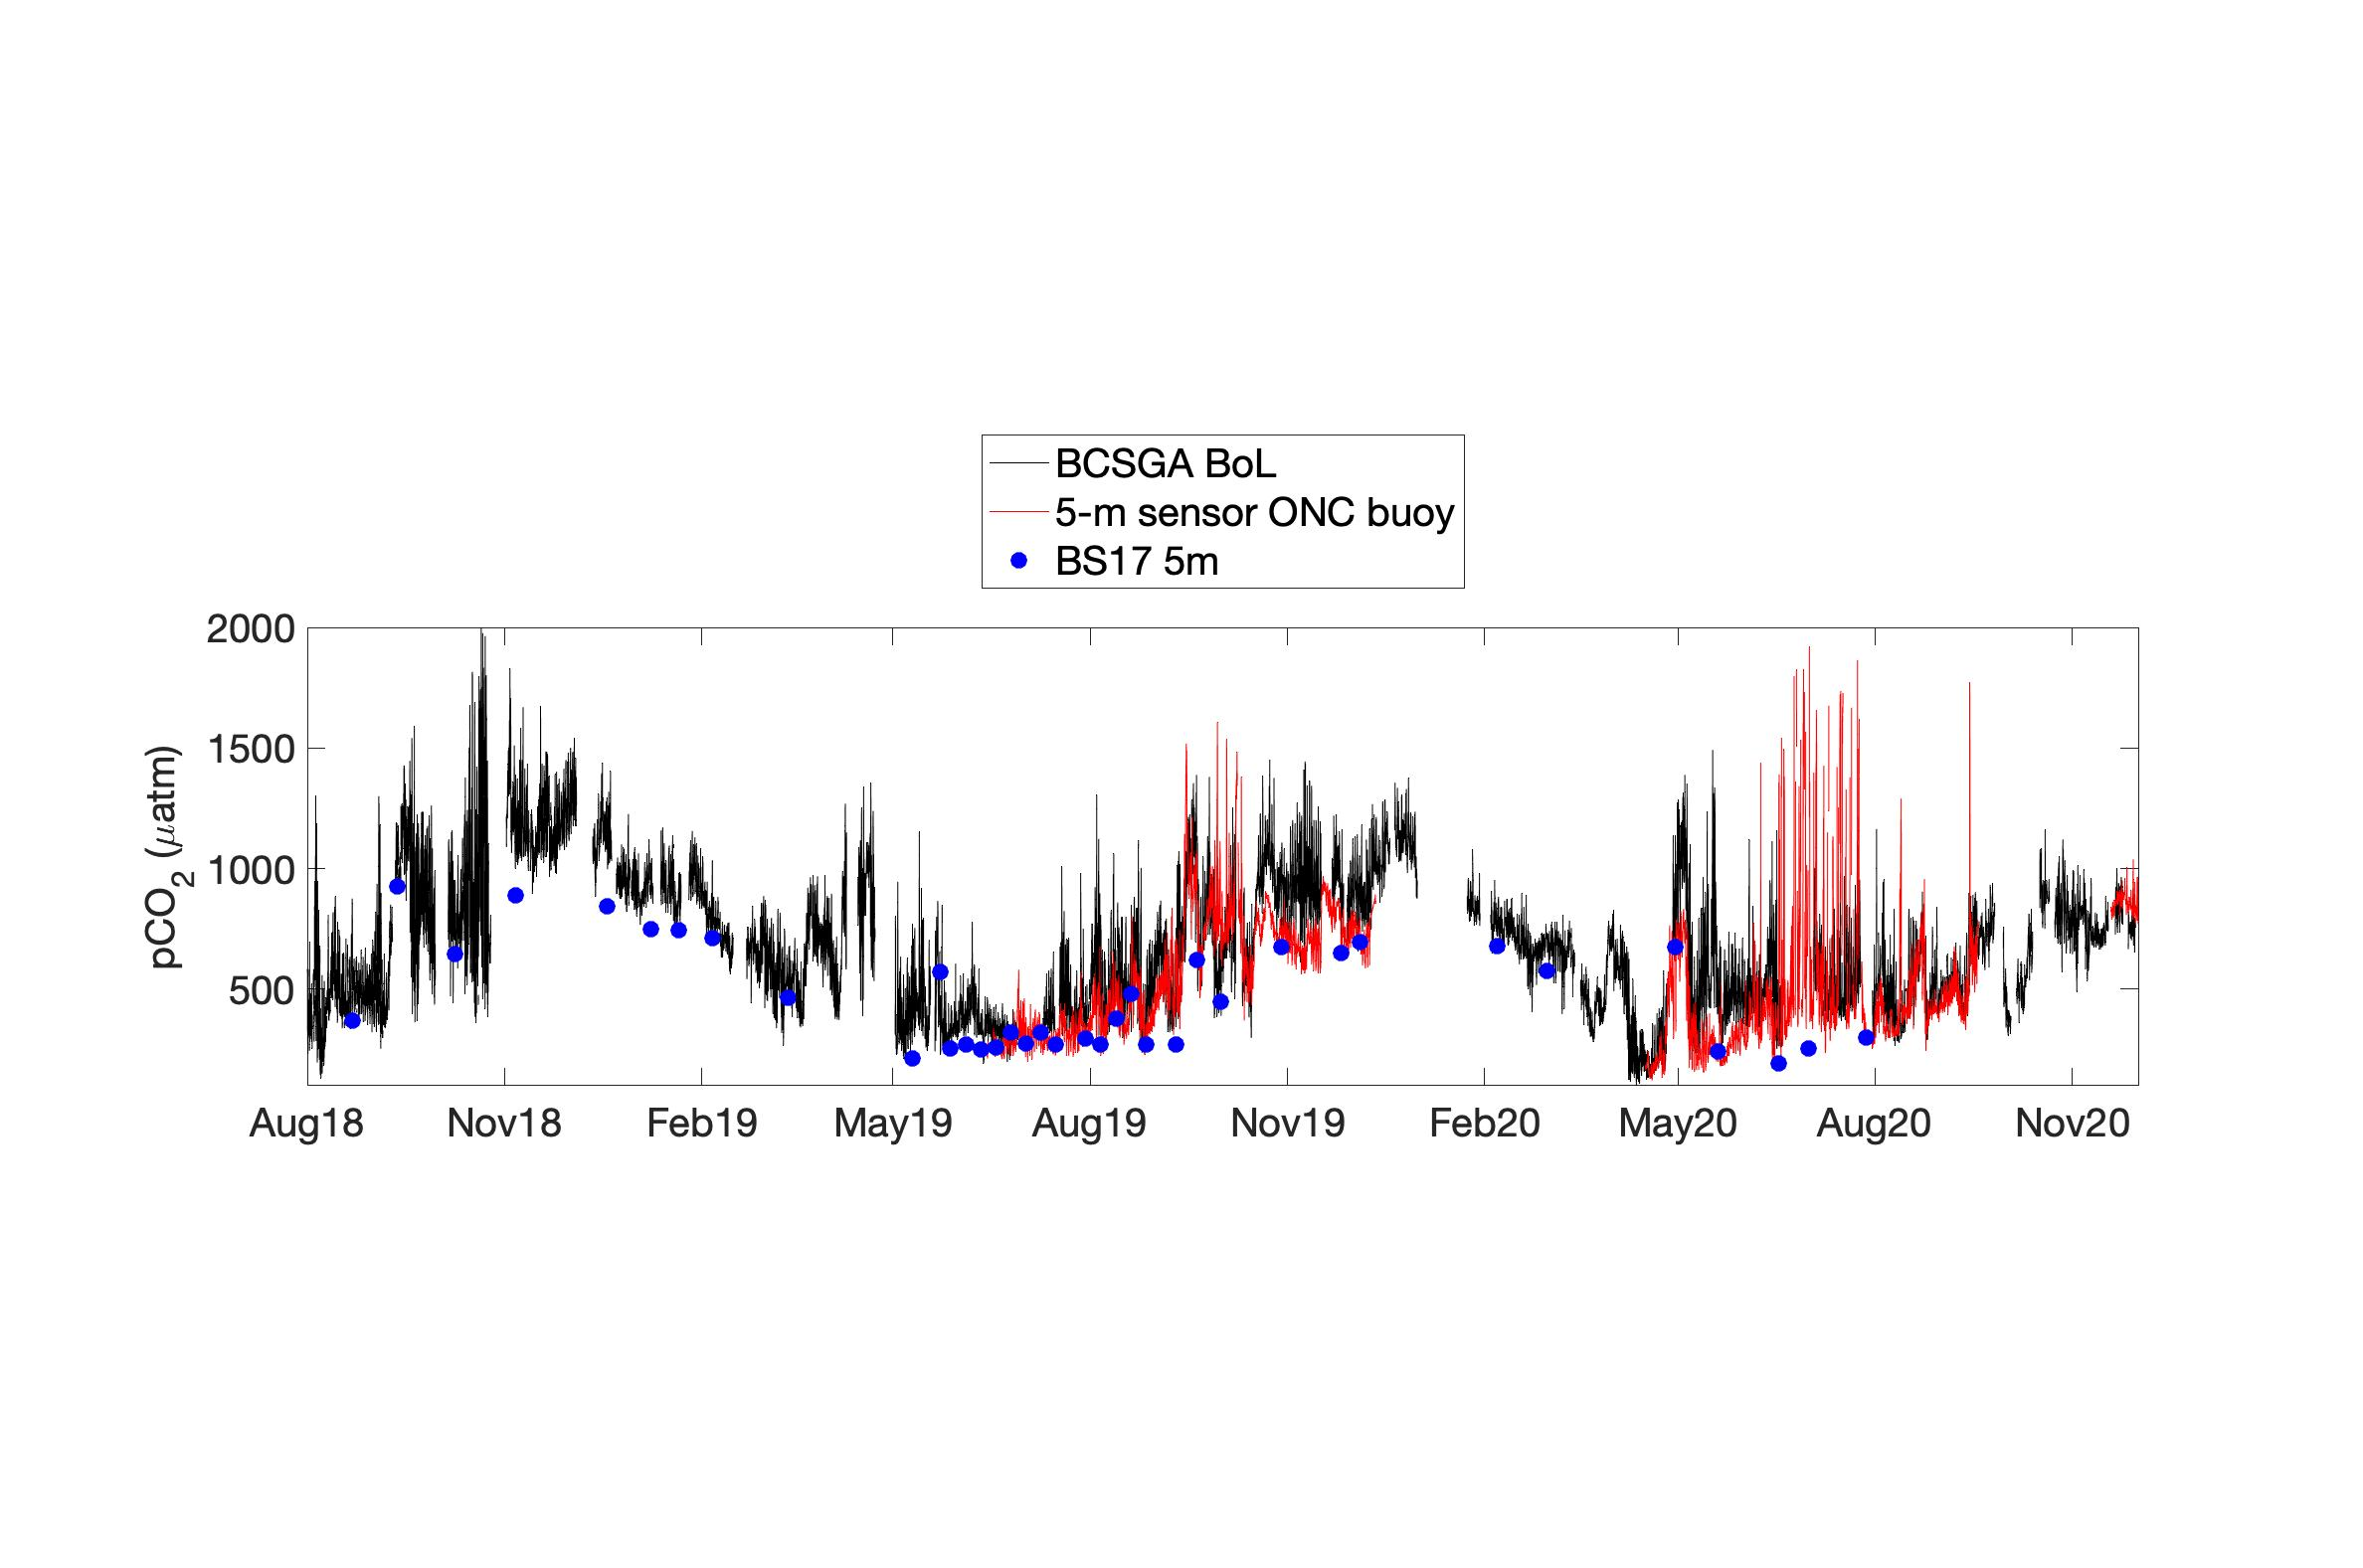 BCSGA BoL
5-m sensor ONC buoy
BS17 5m
2000
1500
1000
500
pCO₂ (μatm)
Aug18 Nov18 Feb19 May19 Aug19 Nov19 Feb20 May20 Aug20 Nov20